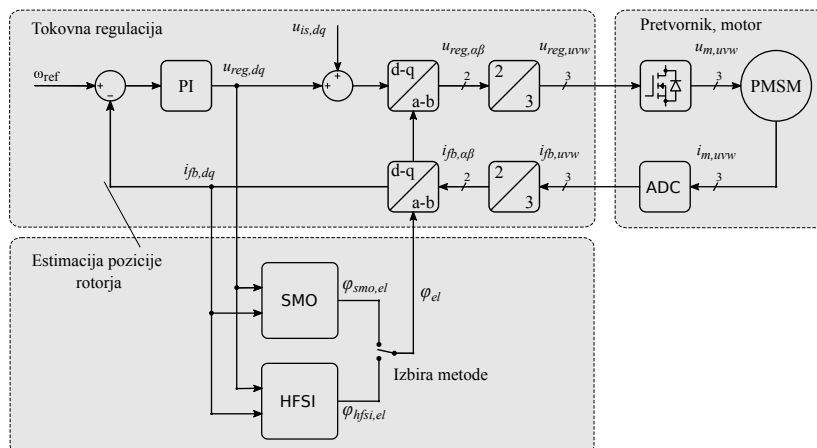 Tokovna regulacija
u_is,dq
Pretvornik, motor
ω_ref
+
−
PI
u_reg,dq
+
+
d-q
a-b
u_reg,αβ
2
2
3
u_reg,uvw
3
u_m,uvw
3
PMSM
i_fb,dq
d-q
a-b
i_fb,αβ
2
2
3
i_fb,uvw
3
ADC
i_m,uvw
3
Estimacija pozicije
rotorja
SMO
φ_smo,el
φ_el
Izbira metode
HFSI
φ_hfsi,el